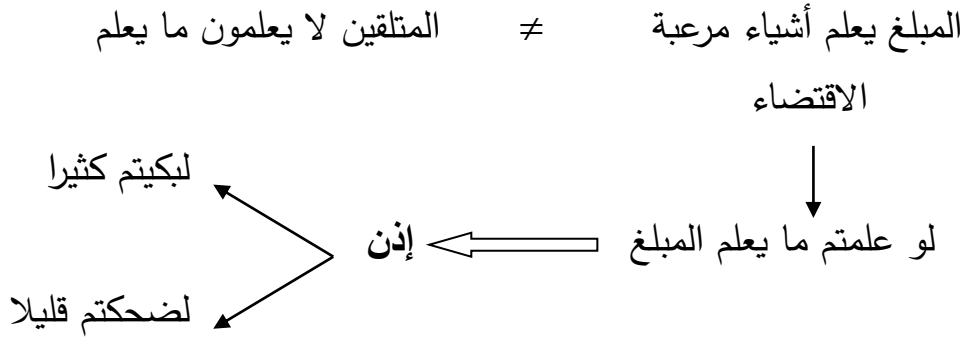 المبلغ يعلم أشياء مرعبة ≠ المتلقين لا يعلمون ما يعلم
الاقتضاء
لبكيتم كثيرا
لو علمتم ما يعلم المبلغ إذن
لضحكتم قليلا